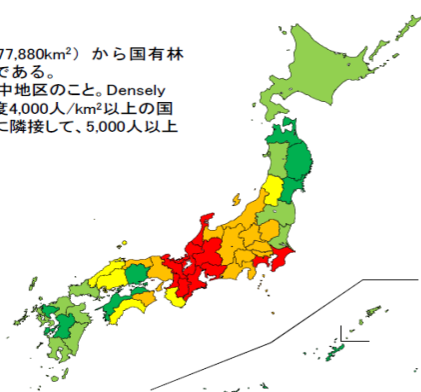 77,880km²） から国有林
である。
中地区のこと。Densely
度4,000人/km²以上の国
に隣接して、5,000人以上